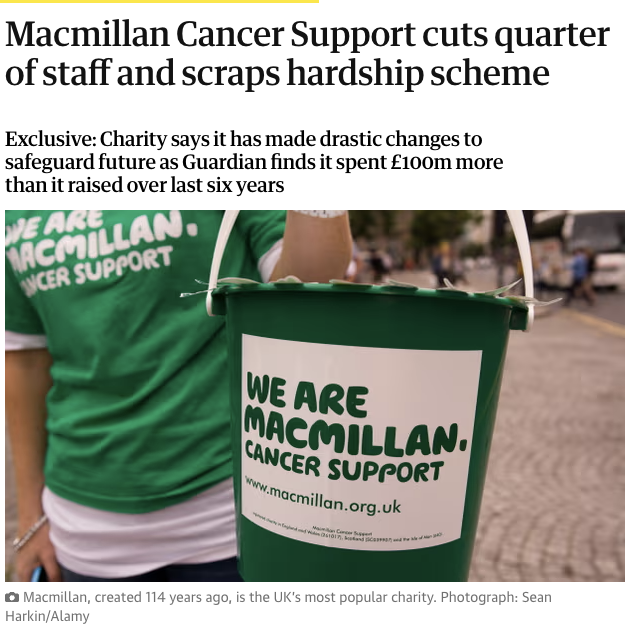 Macmillan Cancer Support cuts quarter
of staff and scraps hardship scheme
Exclusive: Charity says it has made drastic changes to
safeguard future as Guardian finds it spent £100m more
than it raised over last six years
WE ARE
MACMILLAN.
CANCER SUPPORT
WE ARE
MACMILLAN.
CANCER SUPPORT
www.macmillan.org.uk
Macmillan Cancer Support
Macmillan, created 114 years ago, is the UK's most popular charity. Photograph: Sean
Harkin/Alamy